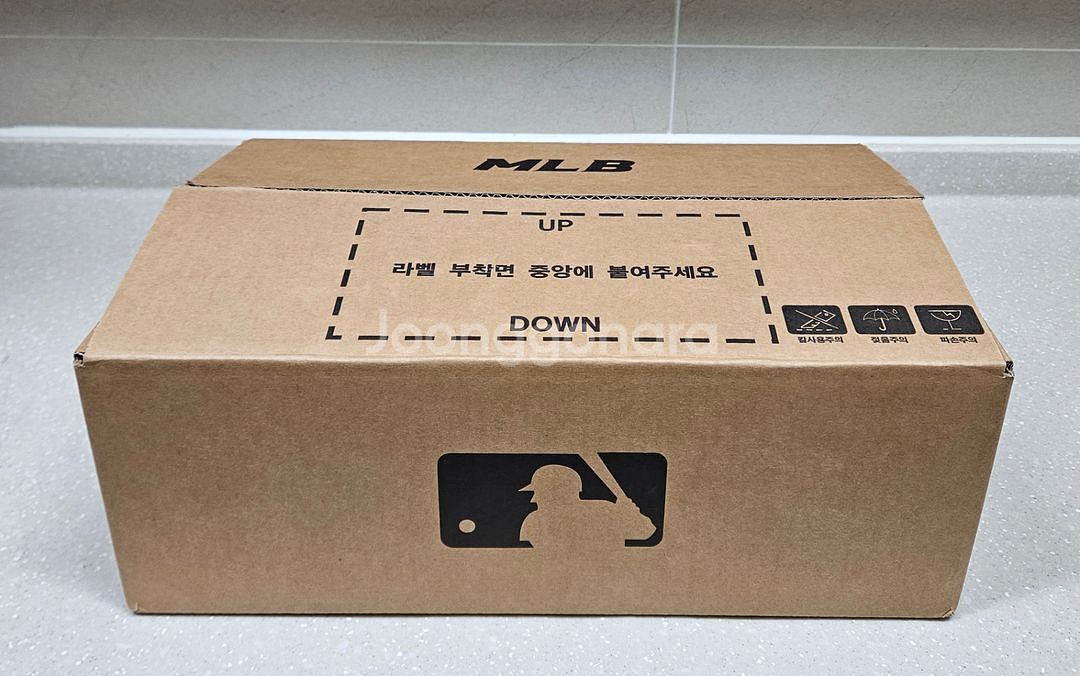 MLB
UP
라벨 부착면 중앙에 붙여주세요
DOWN
Joonggonara
칼사용주의 젖음주의 파손주의